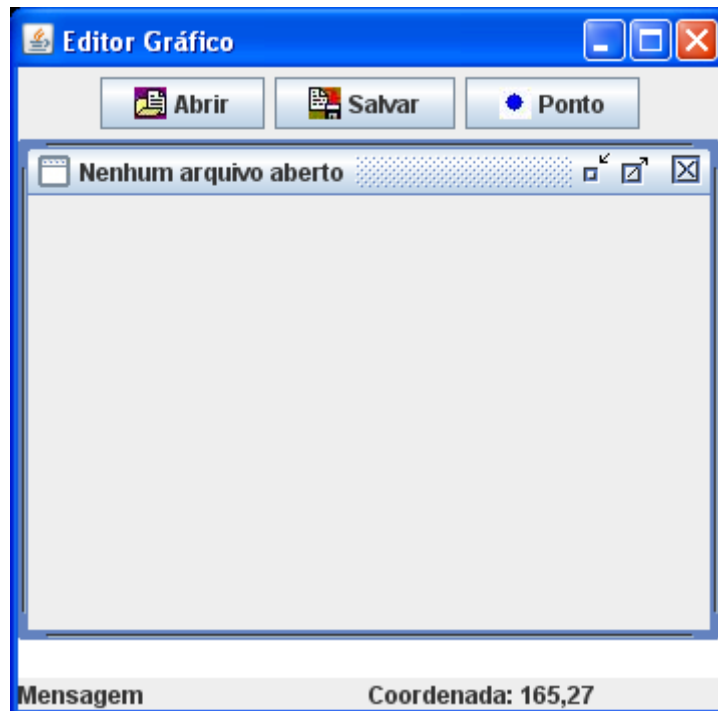 Editor Gráfico
Abrir Salvar Ponto
Nenhum arquivo aberto
Mensagem Coordenada: 165,27